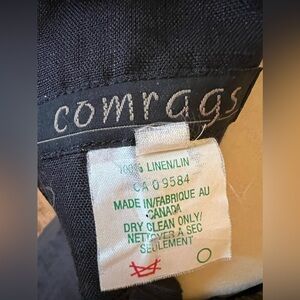 comrags
100% LINEN/LIN
CA 09584
MADE IN/FABRIQUE AU
CANADA
DRY CLEAN ONLY/
NETTOYER A SEC
SEULEMENT